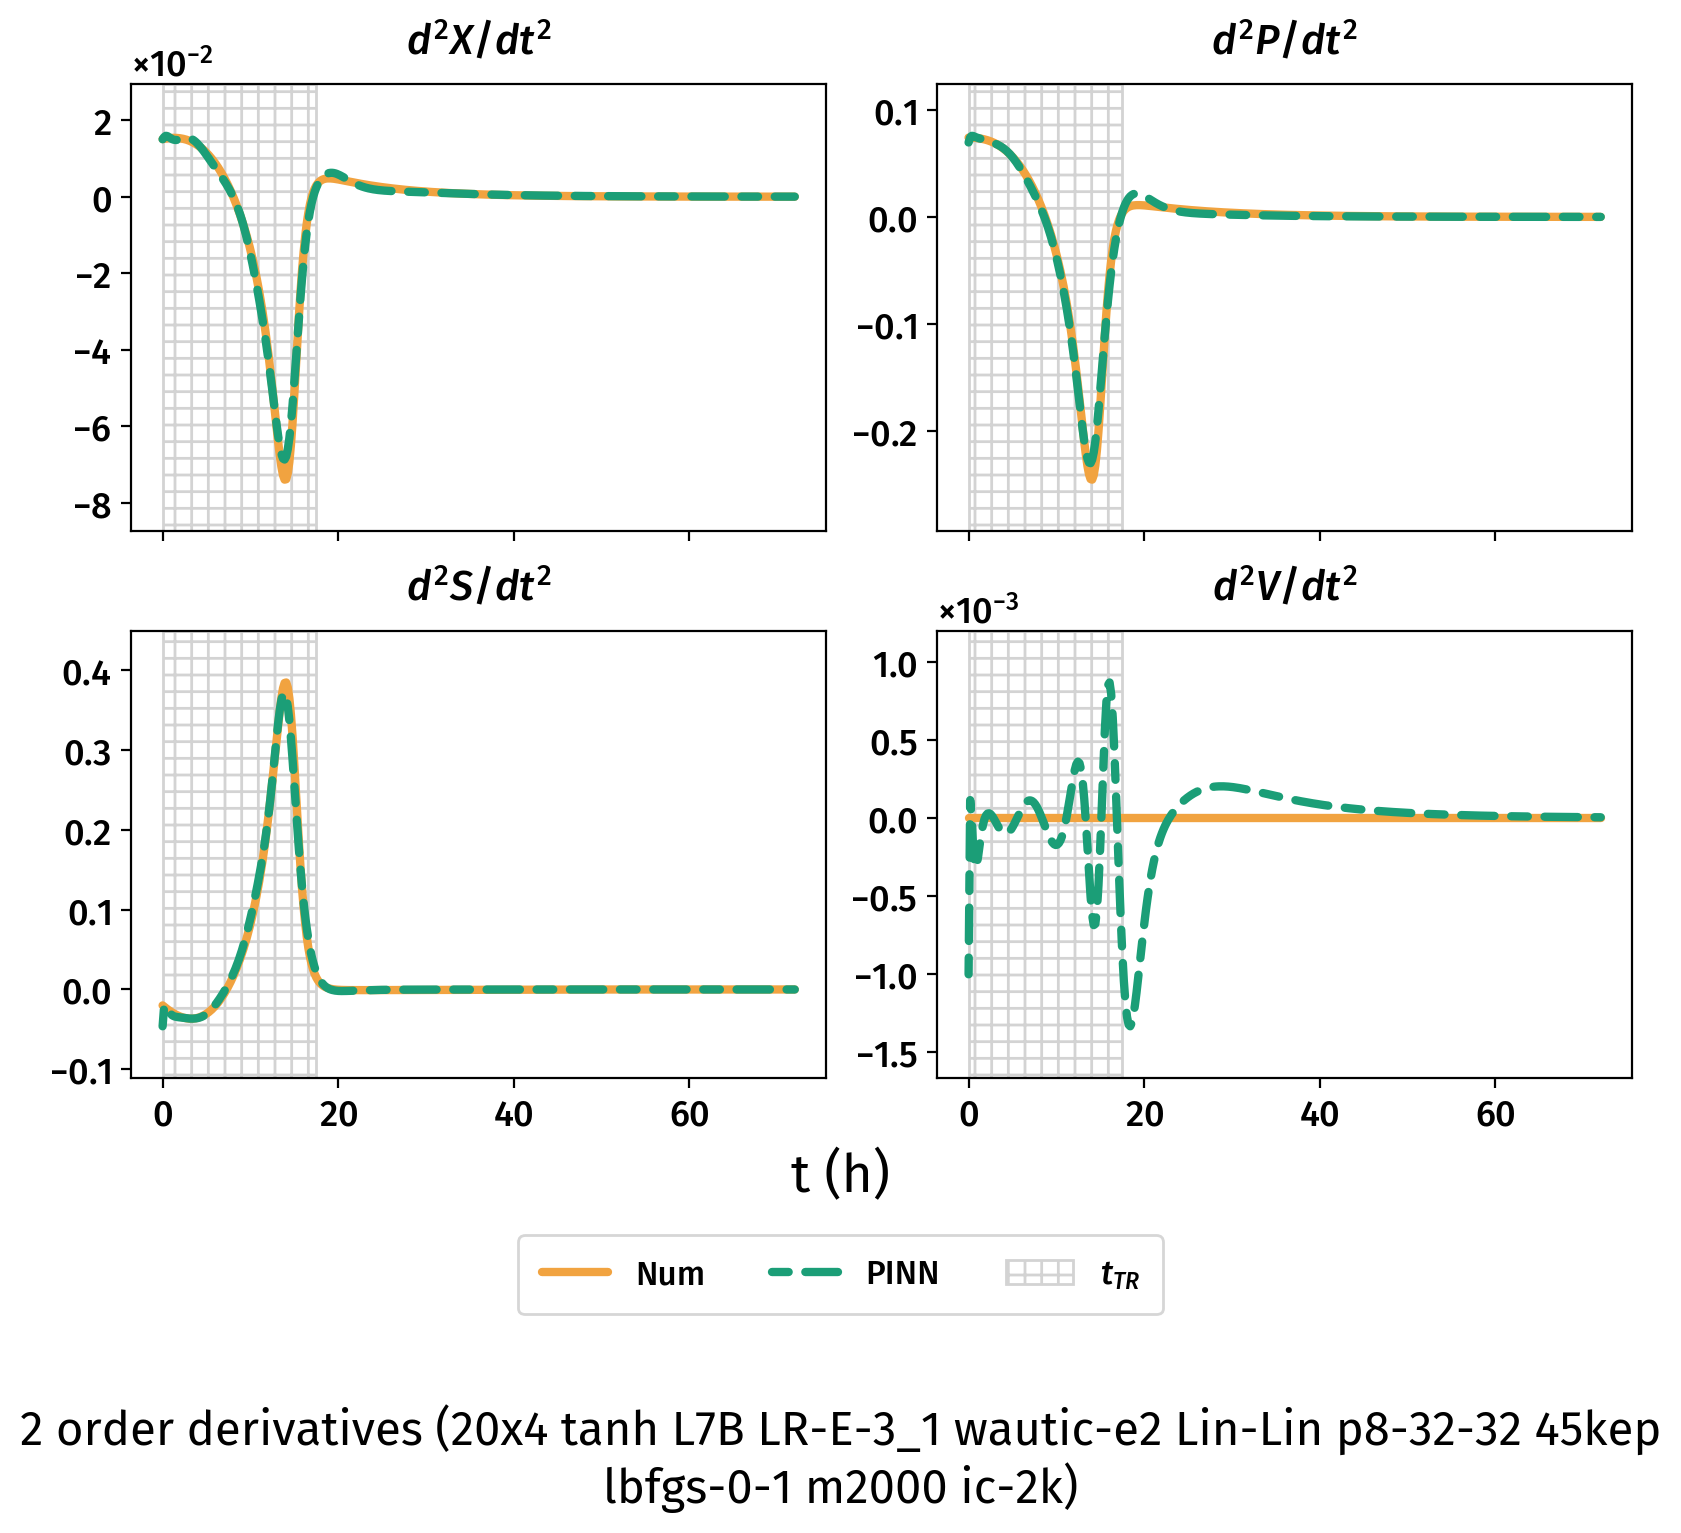 d²X/dt²
×10⁻²
2
0
−2
−4
−6
−8
d²P/dt²
0.1
0.0
−0.1
−0.2
d²S/dt²
0.4
0.3
0.2
0.1
0.0
−0.1
0 20 40 60
d²V/dt²
×10⁻³
1.0
0.5
0.0
−0.5
−1.0
−1.5
0 20 40 60
t (h)
Num PINN t_TR
2 order derivatives (20x4 tanh L7B LR-E-3_1 wautic-e2 Lin-Lin p8-32-32 45kep
lbfgs-0-1 m2000 ic-2k)